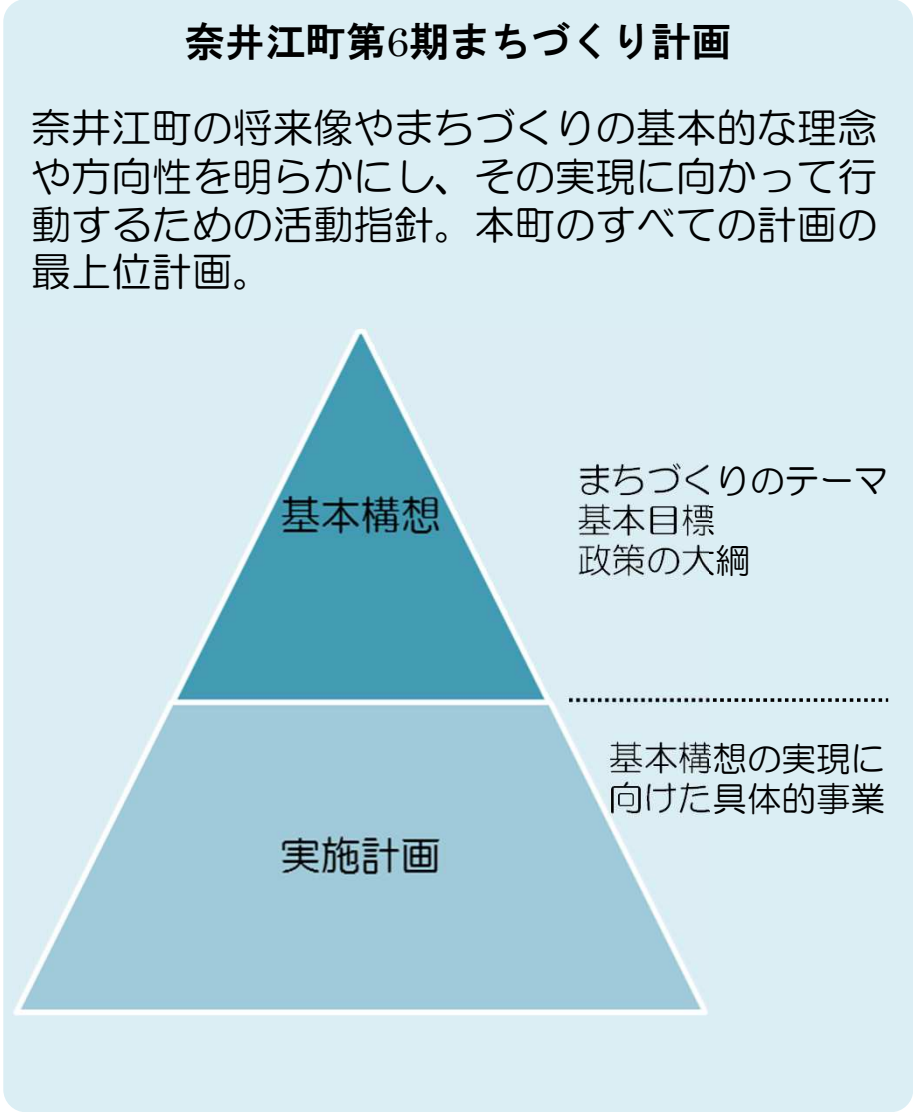 奈井江町第6期まちづくり計画
奈井江町の将来像やまちづくりの基本的な理念
や方向性を明らかにし、その実現に向かって行
動するための活動指針。本町のすべての計画の
最上位計画。
基本構想
まちづくりのテーマ
基本目標
政策の大綱
基本構想の実現に
向けた具体的事業
実施計画